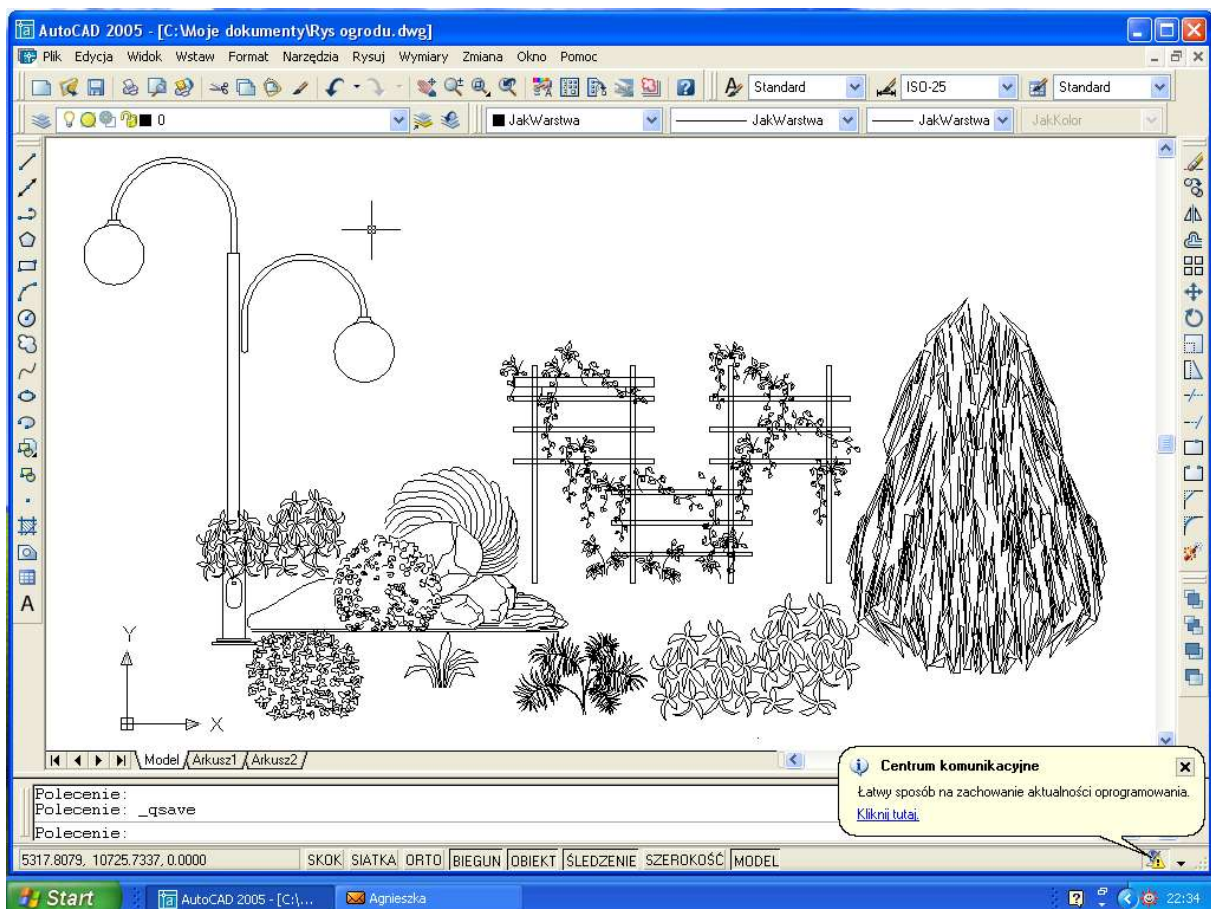 AutoCAD 2005 - [C:\Moje dokumenty\Rys ogrodu.dwg]
Plik Edycja Widok Wstaw Format Narzędzia Rysuj Wymiary Zmiana Okno Pomoc
Standard ISO-25 Standard
0 JakWarstwa JakWarstwa JakWarstwa JakKolor
A
Y
X
Model Arkusz1 Arkusz2
Centrum komunikacyjne
Łatwy sposób na zachowanie aktualności oprogramowania.
Kliknij tutaj.
Polecenie:
Polecenie: _qsave
Polecenie:
5317.8079, 10725.7337, 0.0000 SKOK SIATKA ORTO BIEGUN OBIEKT ŚLEDZENIE SZEROKOŚĆ MODEL
Start AutoCAD 2005 - [C:\... Agnieszka 22:34